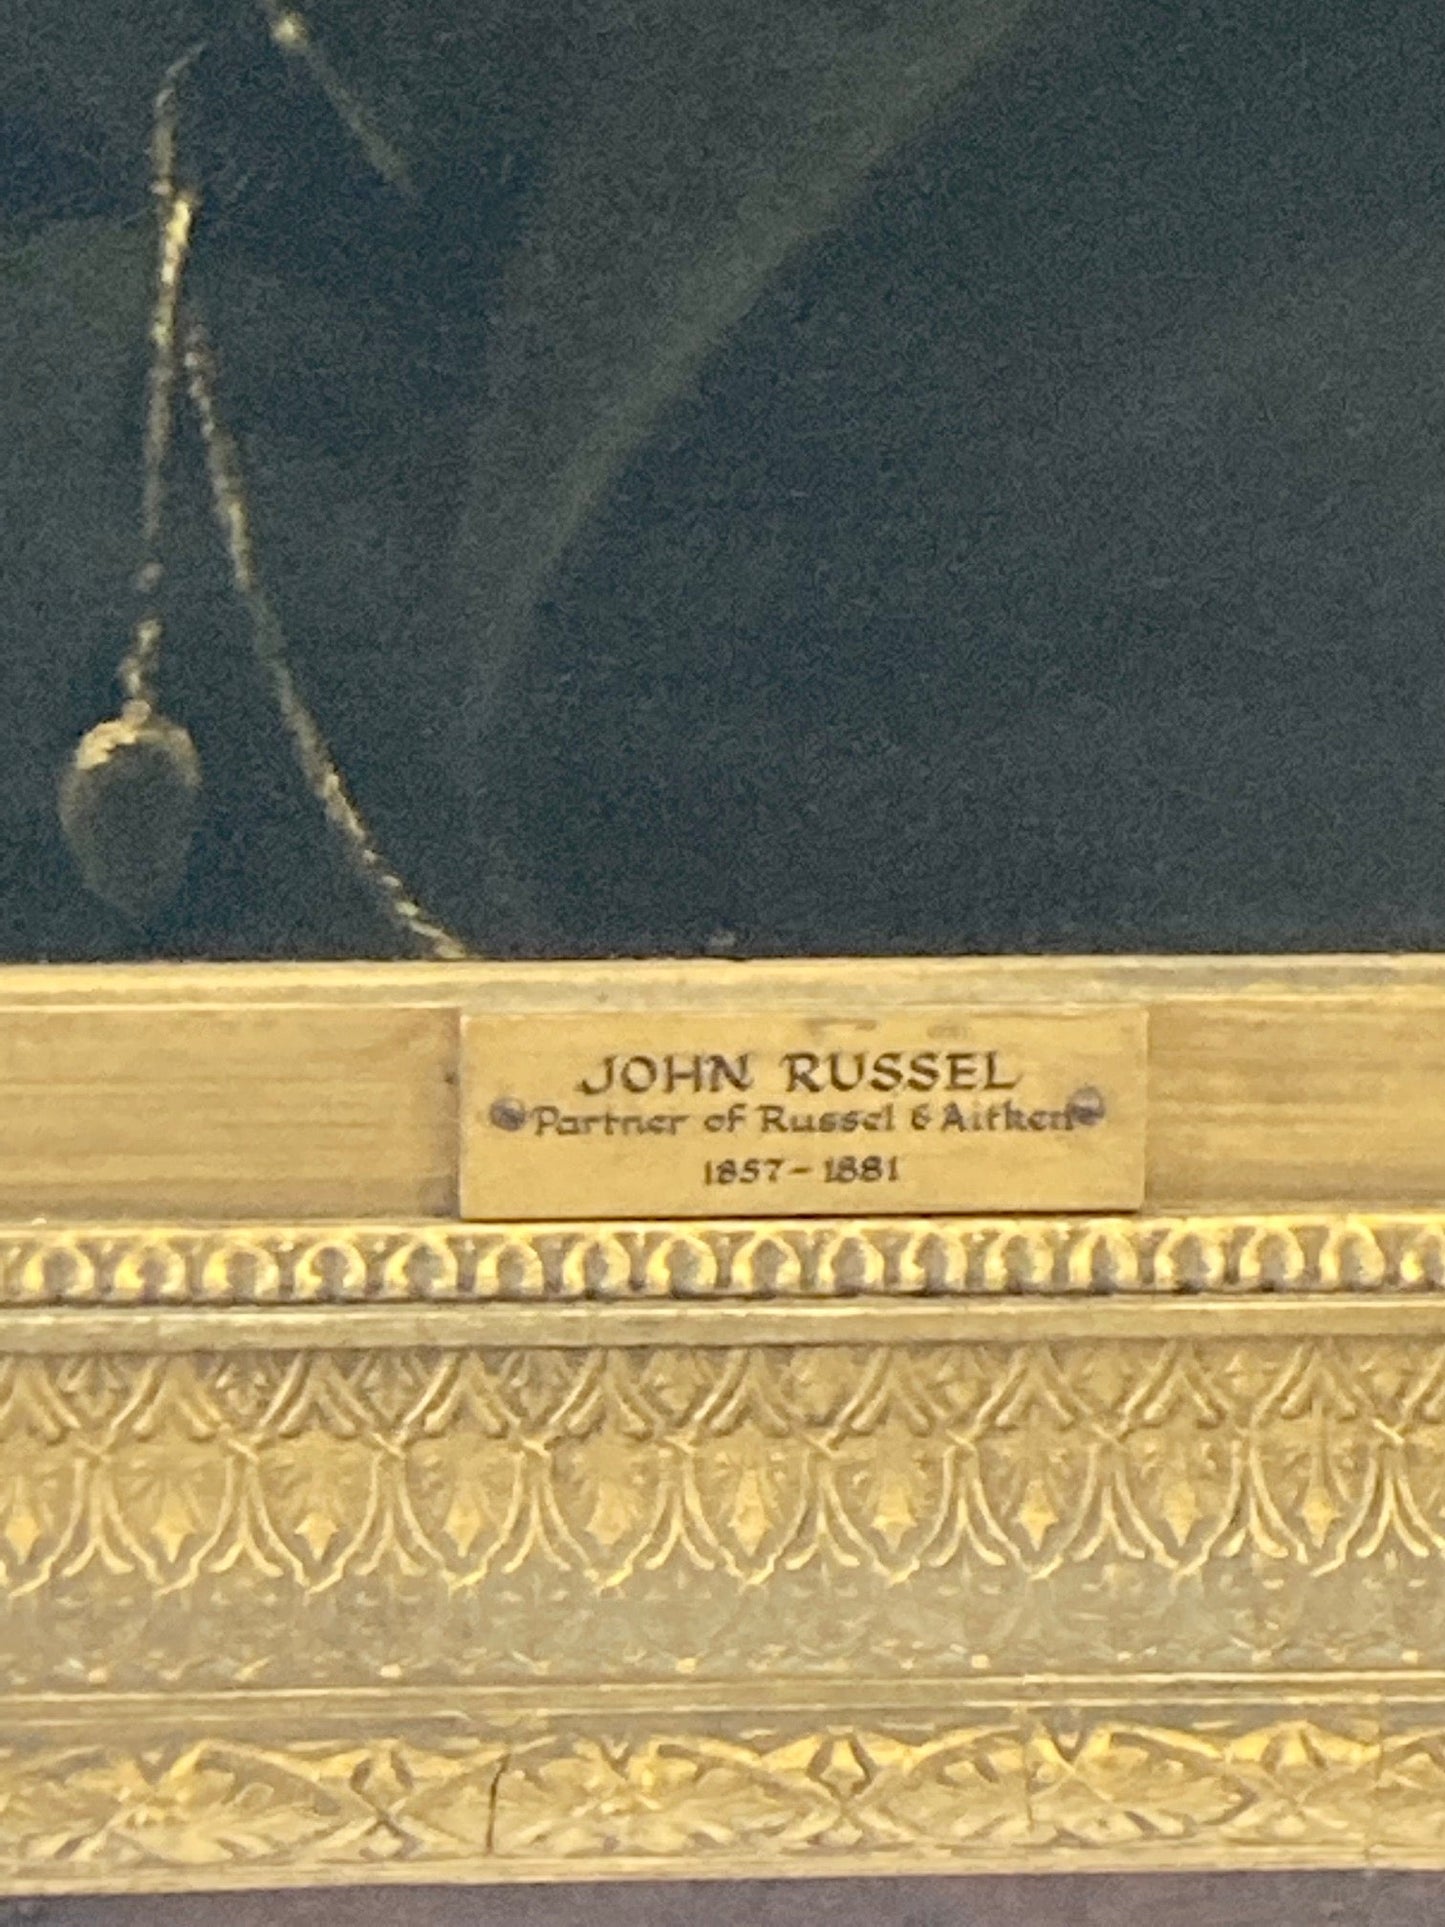 JOHN RUSSEL
Partner of Russel & Aitken
1857 - 1881